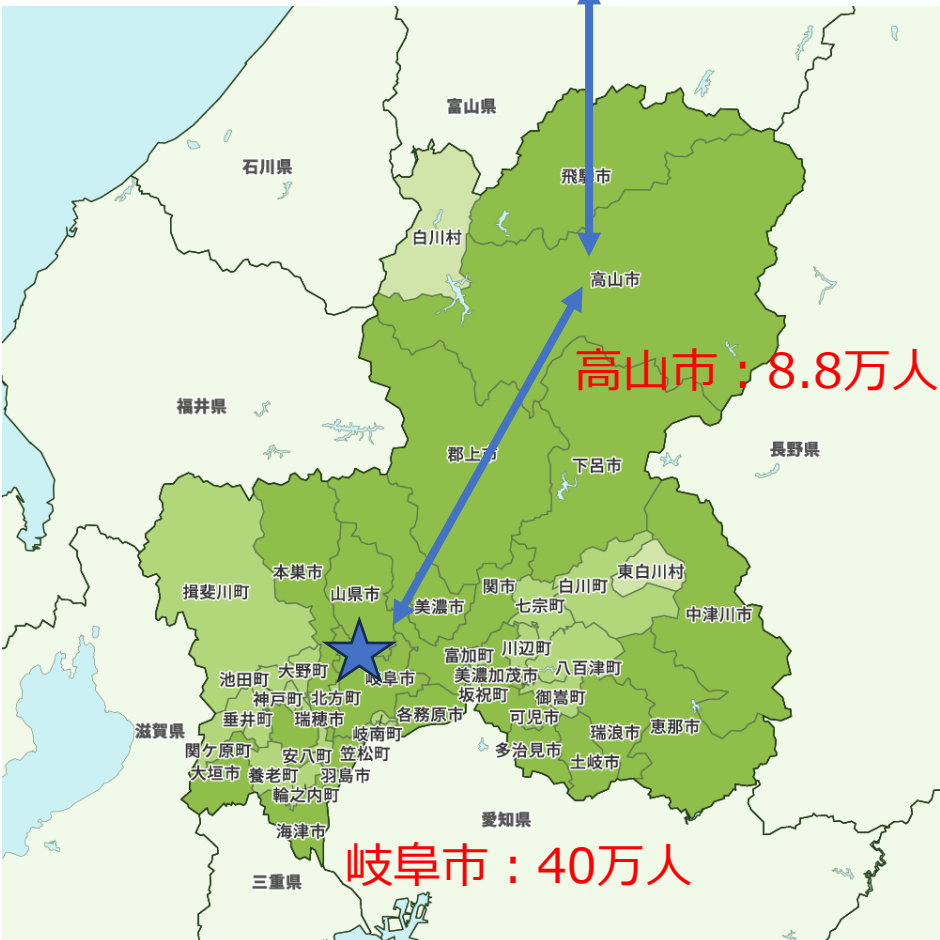 富山県
石川県
飛騨市
白川村
高山市
高山市：8.8万人
福井県
長野県
郡上市
下呂市
本巣市
揖斐川町
山県市
美濃市
関市
白川町
東白川村
七宗町
中津川市
川辺町
富加町
八百津町
大野町
池田町
岐阜市
美濃加茂市
坂祝町
御嵩町
神戸町
北方町
垂井町
瑞穂市
各務原市
可児市
恵那市
瑞浪市
滋賀県
岐南町
関ケ原町
安八町
笠松町
多治見市
土岐市
大垣市
養老町
羽島市
輪之内町
愛知県
海津市
岐阜市：40万人
三重県